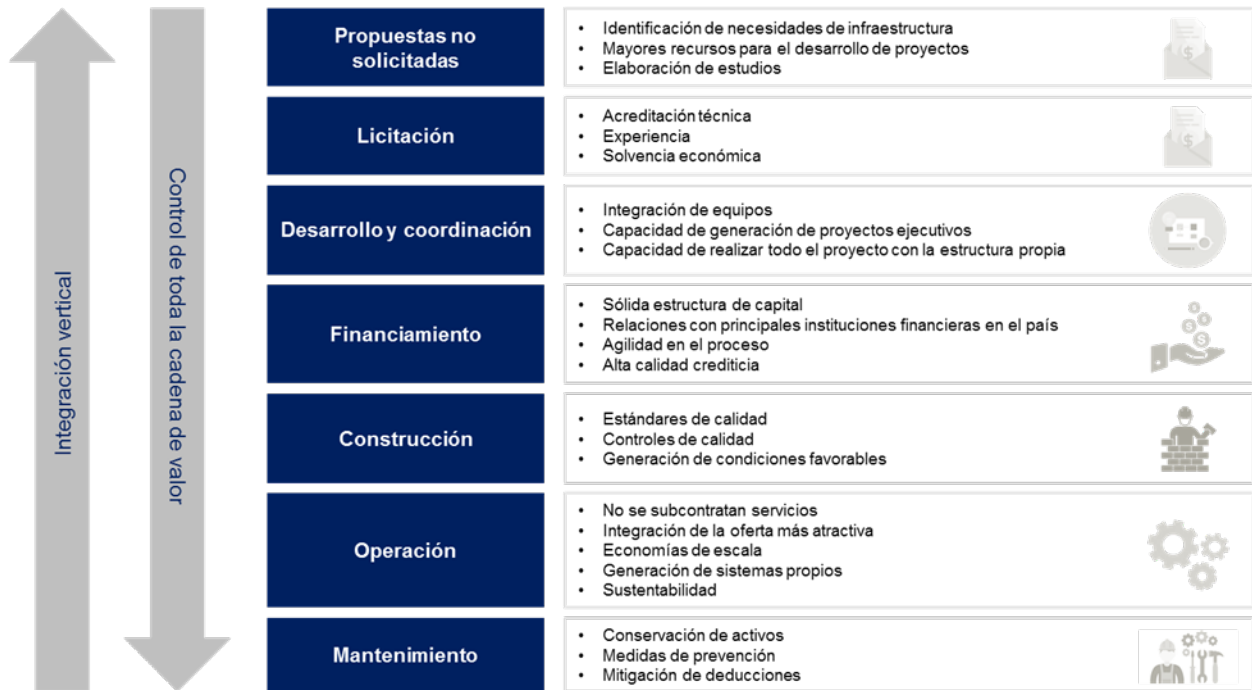 Integración vertical
Control de toda la cadena de valor
Propuestas no
solicitadas
• Identificación de necesidades de infraestructura
• Mayores recursos para el desarrollo de proyectos
• Elaboración de estudios
Licitación
• Acreditación técnica
• Experiencia
• Solvencia económica
Desarrollo y coordinación
• Integración de equipos
• Capacidad de generación de proyectos ejecutivos
• Capacidad de realizar todo el proyecto con la estructura propia
Financiamiento
• Sólida estructura de capital
• Relaciones con principales instituciones financieras en el país
• Agilidad en el proceso
• Alta calidad crediticia
Construcción
• Estándares de calidad
• Controles de calidad
• Generación de condiciones favorables
Operación
• No se subcontratan servicios
• Integración de la oferta más atractiva
• Economías de escala
• Generación de sistemas propios
• Sustentabilidad
Mantenimiento
• Conservación de activos
• Medidas de prevención
• Mitigación de deducciones